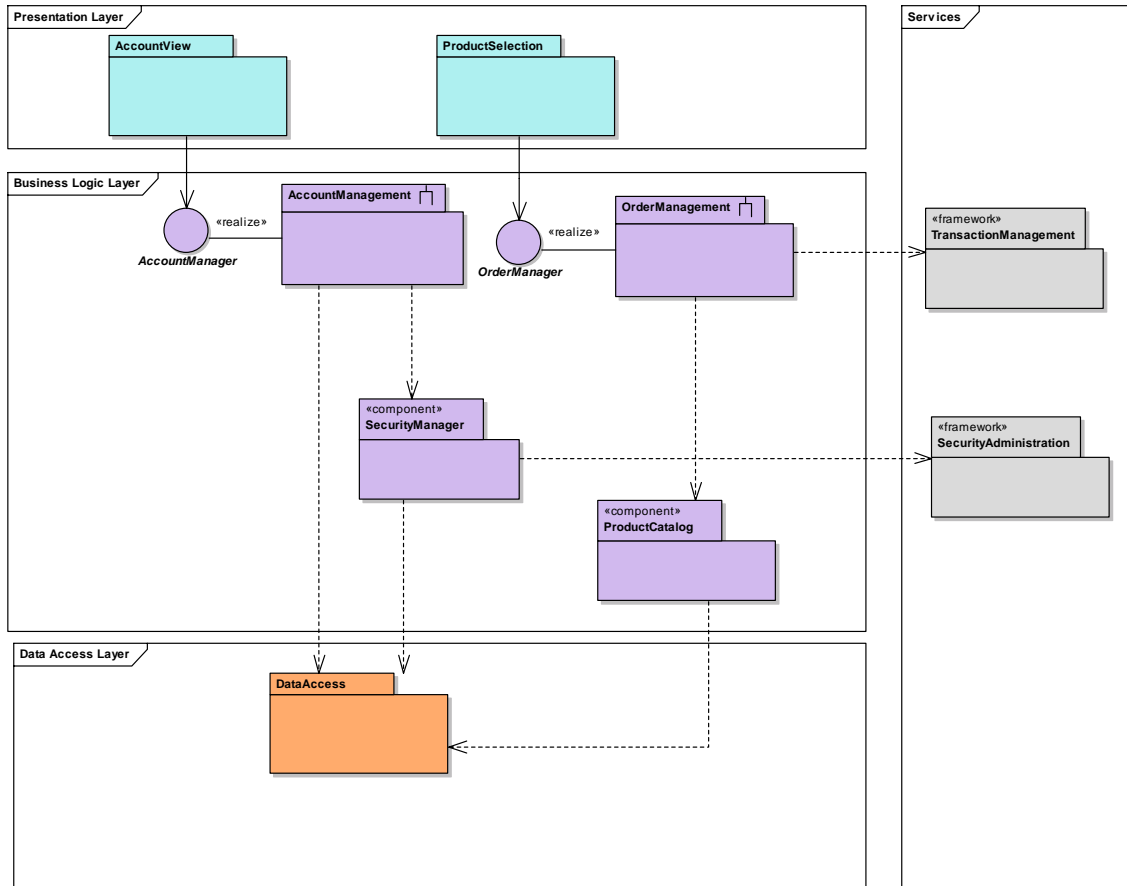 Presentation Layer
AccountView
ProductSelection
Services
Business Logic Layer
AccountManagement
«realize»
AccountManager
OrderManagement
«realize»
OrderManager
«framework»
TransactionManagement
«component»
SecurityManager
«framework»
SecurityAdministration
«component»
ProductCatalog
Data Access Layer
DataAccess